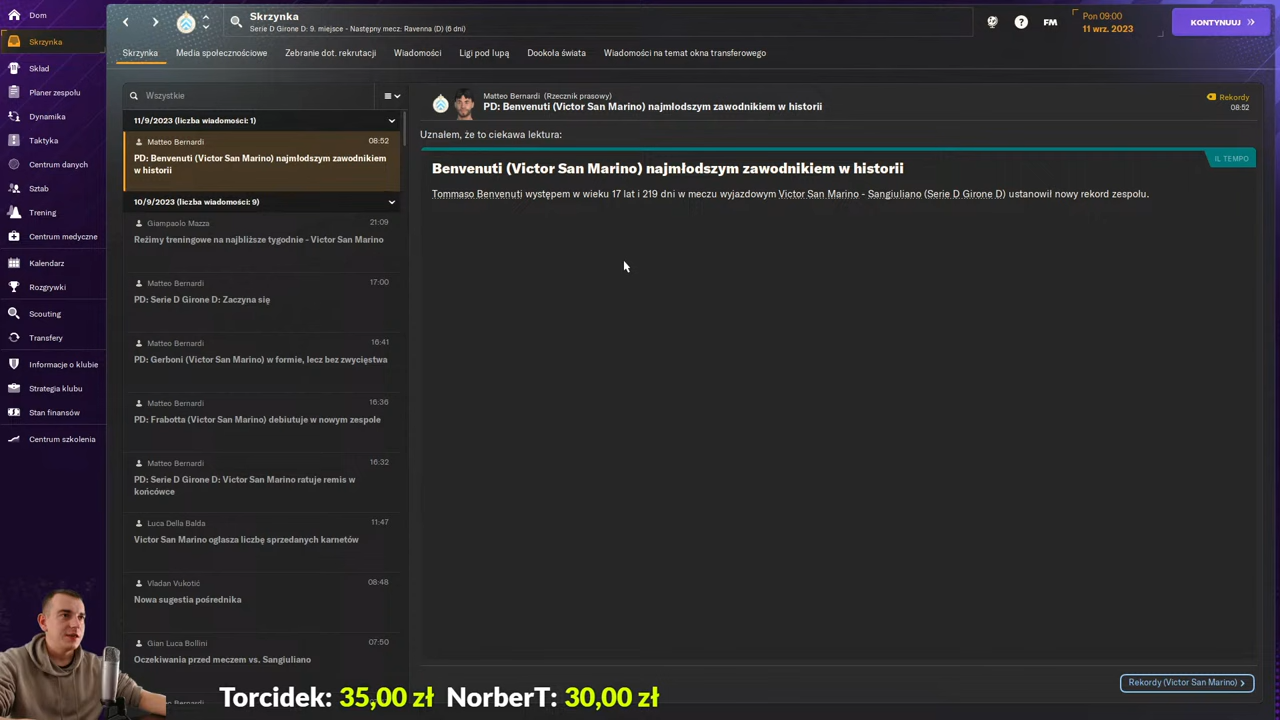 Dom
Skrzynka
Skład
Planer zespołu
Dynamika
Taktyka
Centrum danych
Sztab
Trening
Centrum medyczne
Kalendarz
Rozgrywki
Scouting
Transfery
Informacje o klubie
Strategia klubu
Stan finansów
Centrum szkolenia
Skrzynka
Serie D Girone D: 9. miejsce - Następny mecz: Ravenna (D) (6 dni)
FM
Pon 09:00
11 wrz. 2023
KONTYNUUJ
Skrzynka Media społecznościowe Zebranie dot. rekrutacji Wiadomości Ligi pod lupą Dookoła świata Wiadomości na temat okna transferowego
Wszystkie
11/9/2023 (liczba wiadomości: 1)
Matteo Bernardi 08:52
PD: Benvenuti (Victor San Marino) najmłodszym zawodnikiem
w historii
10/9/2023 (liczba wiadomości: 9)
Giampaolo Mazza 21:09
Reżimy treningowe na najbliższe tygodnie - Victor San Marino
Matteo Bernardi 17:00
PD: Serie D Girone D: Zaczyna się
Matteo Bernardi 16:41
PD: Gerboni (Victor San Marino) w formie, lecz bez zwycięstwa
Matteo Bernardi 16:36
PD: Frabotta (Victor San Marino) debiutuje w nowym zespole
Matteo Bernardi 16:32
PD: Serie D Girone D: Victor San Marino ratuje remis w
końcówce
Luca Della Balda 11:47
Victor San Marino ogłasza liczbę sprzedanych karnetów
Vladan Vukotić 08:48
Nowa sugestia pośrednika
Gian Luca Bollini 07:50
Oczekiwania przed meczem vs. Sangiuliano
Matteo Bernardi (Rzecznik prasowy)
PD: Benvenuti (Victor San Marino) najmłodszym zawodnikiem w historii
Rekordy
08:52
Uznałem, że to ciekawa lektura:
IL TEMPO
Benvenuti (Victor San Marino) najmłodszym zawodnikiem w historii
Tommaso Benvenuti występem w wieku 17 lat i 219 dni w meczu wyjazdowym Victor San Marino - Sangiuliano (Serie D Girone D) ustanowił nowy rekord zespołu.
Rekordy (Victor San Marino)
Torcidek: 35,00 zł NorberT: 30,00 zł